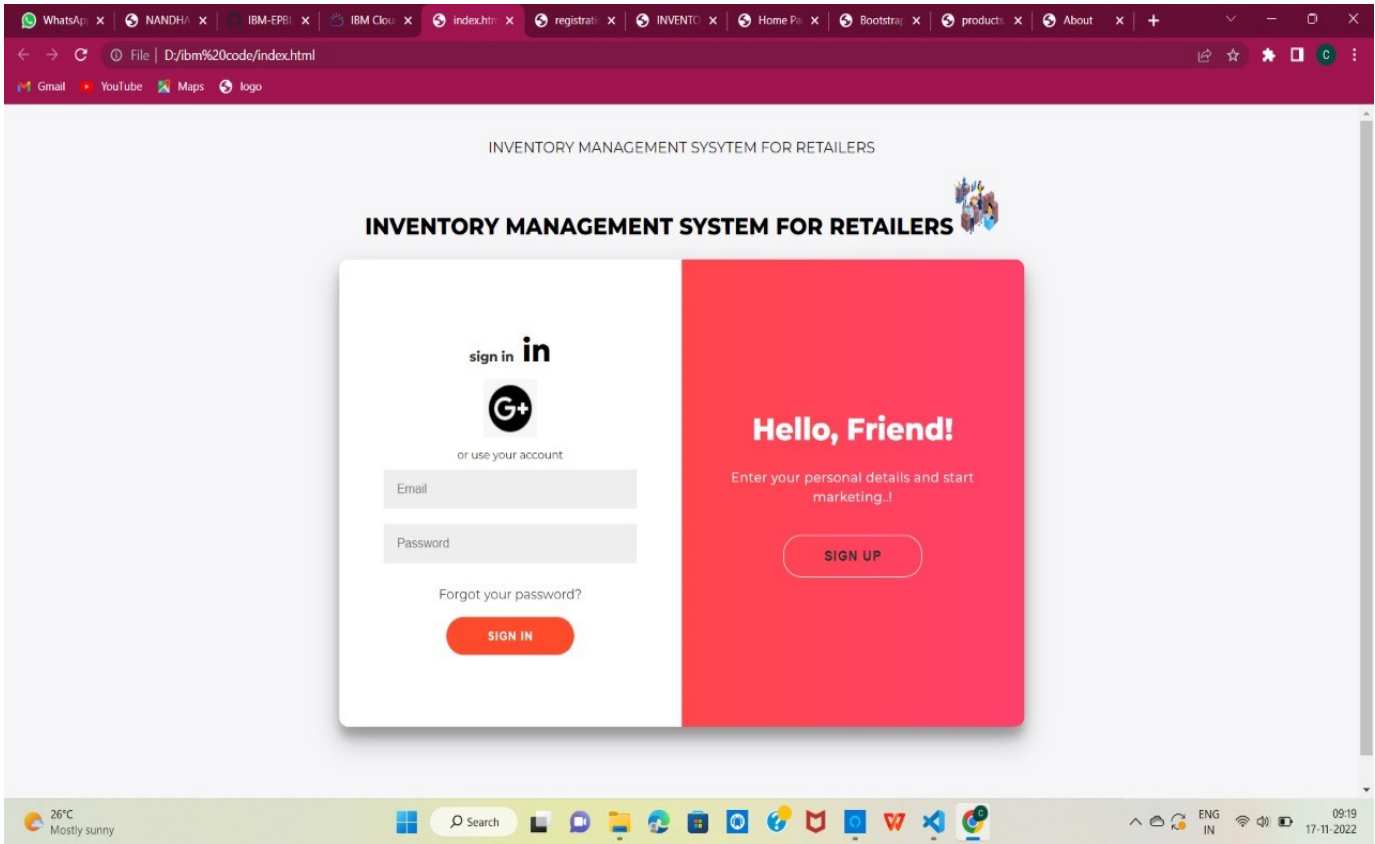 WhatsAp NANDHA IBM-EPBL IBM Clou index.htm registratio INVENTO Home Pa Bootstrap products. About
File D:/ibm%20code/index.html
Gmail YouTube Maps logo
INVENTORY MANAGEMENT SYSYTEM FOR RETAILERS
INVENTORY MANAGEMENT SYSTEM FOR RETAILERS
sign in in
G+
or use your account
Email
Password
Forgot your password?
SIGN IN
Hello, Friend!
Enter your personal details and start
marketing..!
SIGN UP
26°C
Mostly sunny
Search
ENG
IN
09:19
17-11-2022